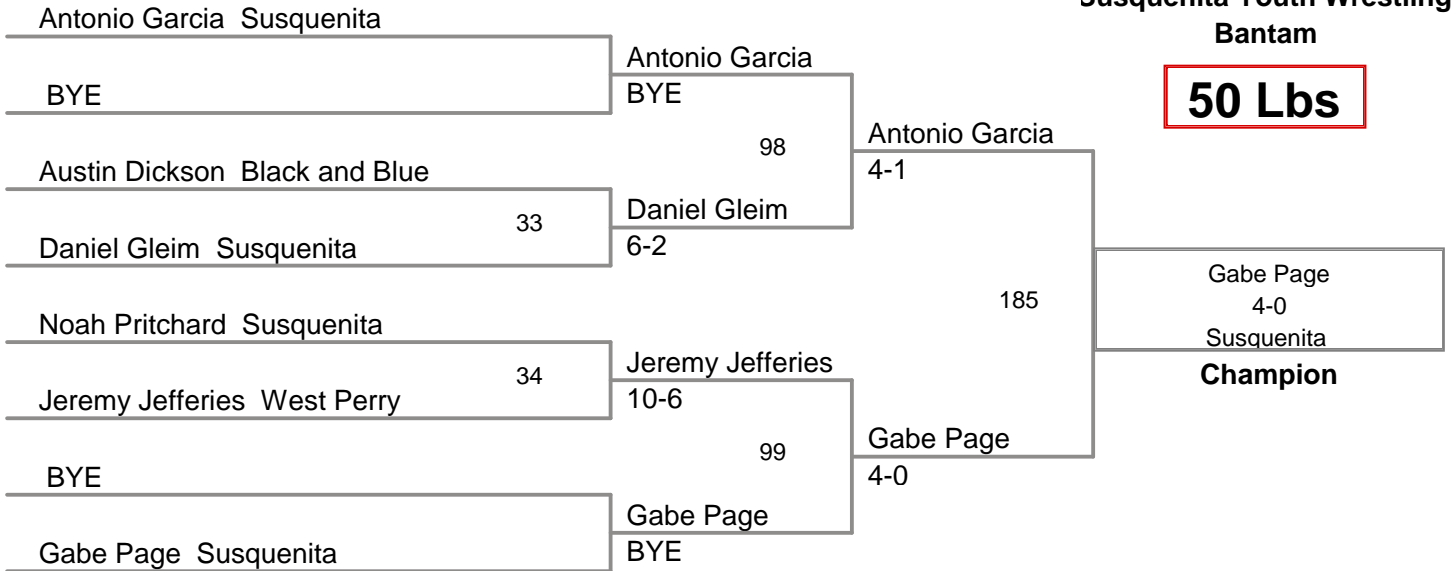 Susquenita Youth Wrestling
Bantam
50 Lbs
Antonio Garcia  Susquenita
BYE
Austin Dickson  Black and Blue
33
Daniel Gleim  Susquenita
Noah Pritchard  Susquenita
34
Jeremy Jefferies  West Perry
BYE
Gabe Page  Susquenita
Antonio Garcia
BYE
98
Daniel Gleim
6-2
Jeremy Jefferies
10-6
99
Gabe Page
BYE
Antonio Garcia
4-1
185
Gabe Page
4-0
Gabe Page
4-0
Susquenita
Champion